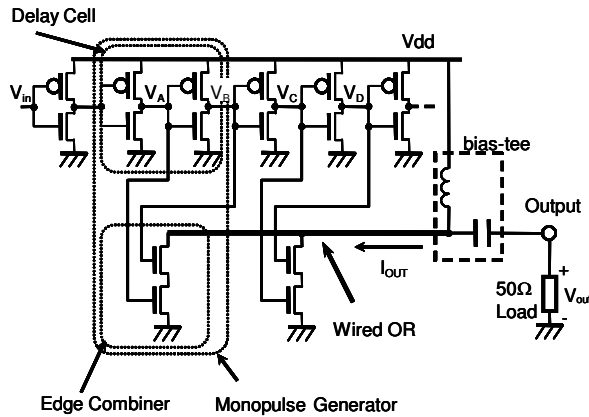 Delay Cell
Vdd
Vin
VA
VB
VC
VD
bias-tee
Output
IOUT
50Ω
Load
+
Vout
-
Wired OR
Edge Combiner
Monopulse Generator